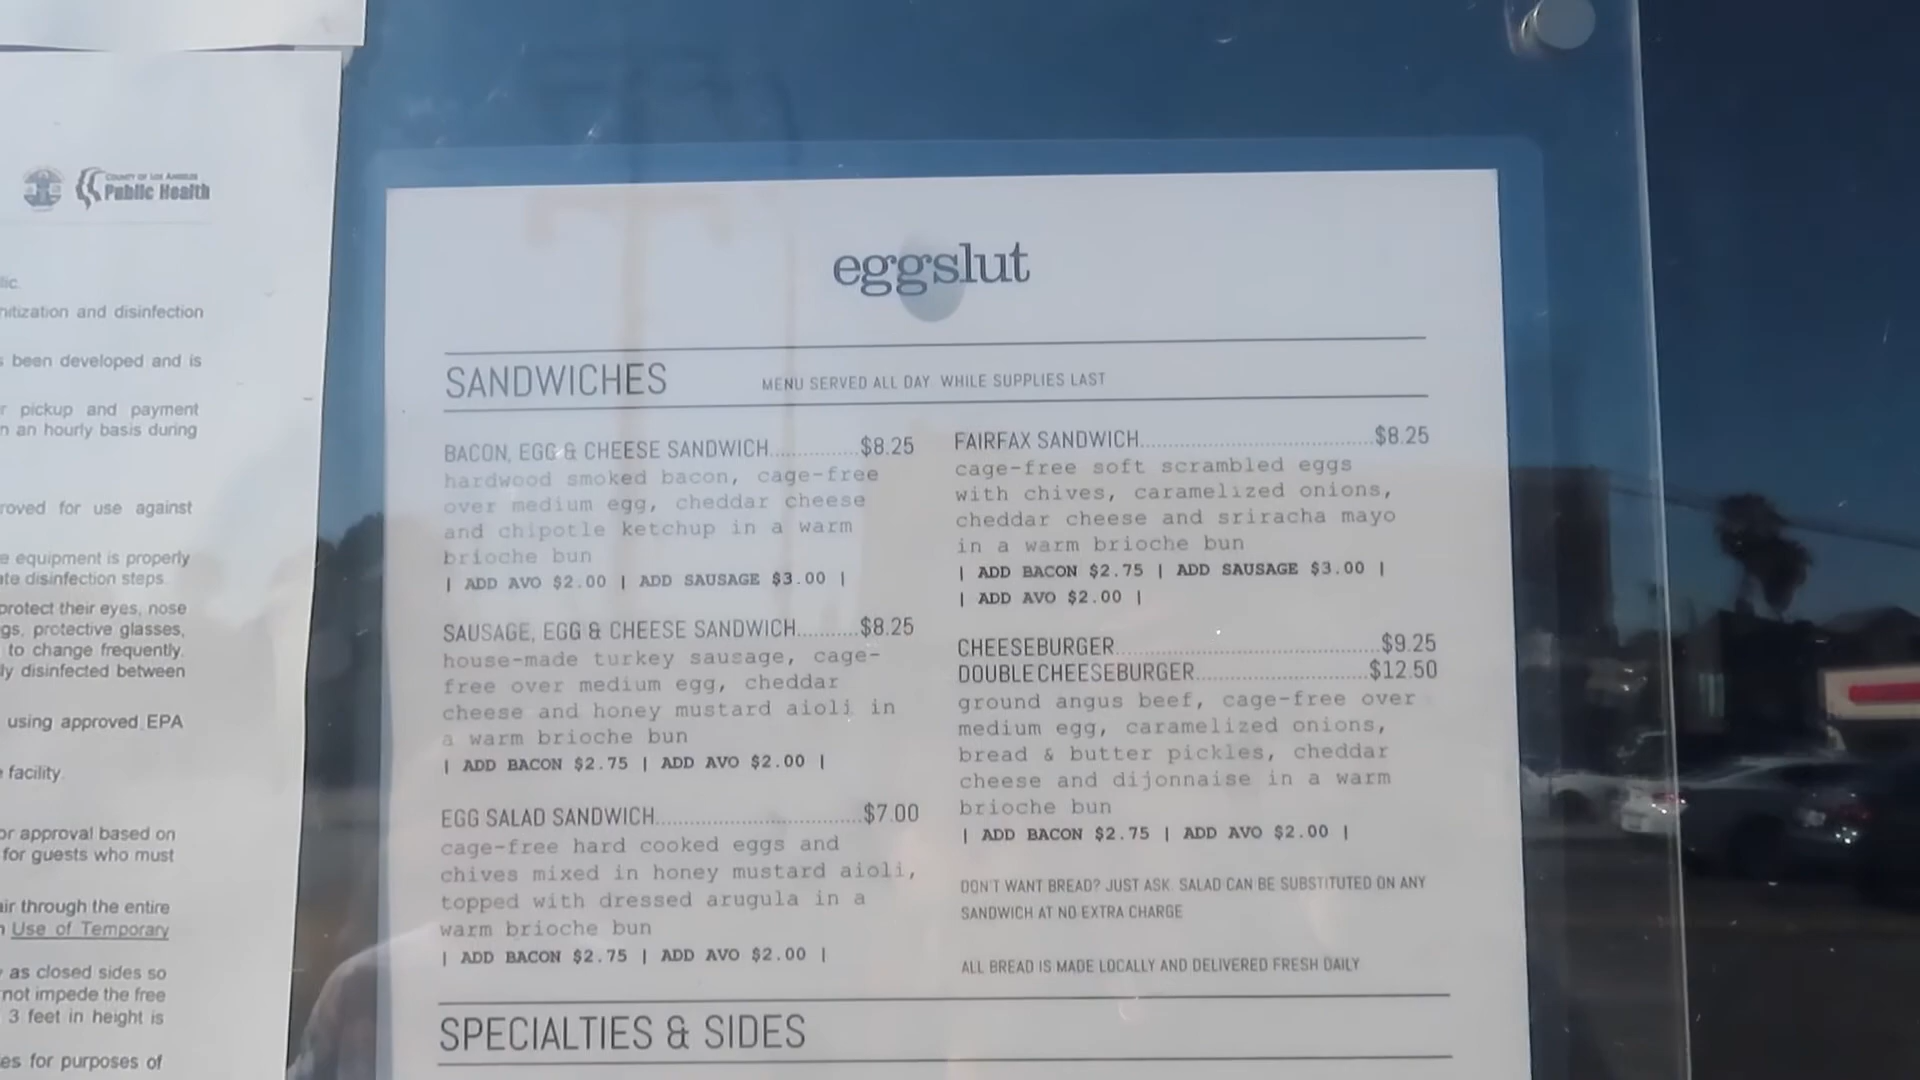 COUNTY OF LOS ANGELES
Public Health
lic.
nitization and disinfection
been developed and is
pickup and payment
an hourly basis during
roved for use against
equipment is properly
disinfection steps.
protect their eyes, nose
gs, protective glasses,
to change frequently.
ly disinfected between
using approved EPA
facility.
or approval based on
for guests who must
air through the entire
Use of Temporary
as closed sides so
not impede the free
3 feet in height is
es for purposes of
eggslut
SANDWICHES MENU SERVED ALL DAY WHILE SUPPLIES LAST
BACON, EGG & CHEESE SANDWICH...............$8.25
hardwood smoked bacon, cage-free
over medium egg, cheddar cheese
and chipotle ketchup in a warm
brioche bun
| ADD AVO $2.00 | ADD SAUSAGE $3.00 |
SAUSAGE, EGG & CHEESE SANDWICH..........$8.25
house-made turkey sausage, cage-
free over medium egg, cheddar
cheese and honey mustard aioli in
a warm brioche bun
| ADD BACON $2.75 | ADD AVO $2.00 |
EGG SALAD SANDWICH...................................$7.00
cage-free hard cooked eggs and
chives mixed in honey mustard aioli,
topped with dressed arugula in a
warm brioche bun
| ADD BACON $2.75 | ADD AVO $2.00 |
FAIRFAX SANDWICH.......................................$8.25
cage-free soft scrambled eggs
with chives, caramelized onions,
cheddar cheese and sriracha mayo
in a warm brioche bun
| ADD BACON $2.75 | ADD SAUSAGE $3.00 |
| ADD AVO $2.00 |
CHEESEBURGER............................................$9.25
DOUBLE CHEESEBURGER.............................$12.50
ground angus beef, cage-free over
medium egg, caramelized onions,
bread & butter pickles, cheddar
cheese and dijonnaise in a warm
brioche bun
| ADD BACON $2.75 | ADD AVO $2.00 |
DON'T WANT BREAD? JUST ASK. SALAD CAN BE SUBSTITUTED ON ANY
SANDWICH AT NO EXTRA CHARGE
ALL BREAD IS MADE LOCALLY AND DELIVERED FRESH DAILY
SPECIALTIES & SIDES